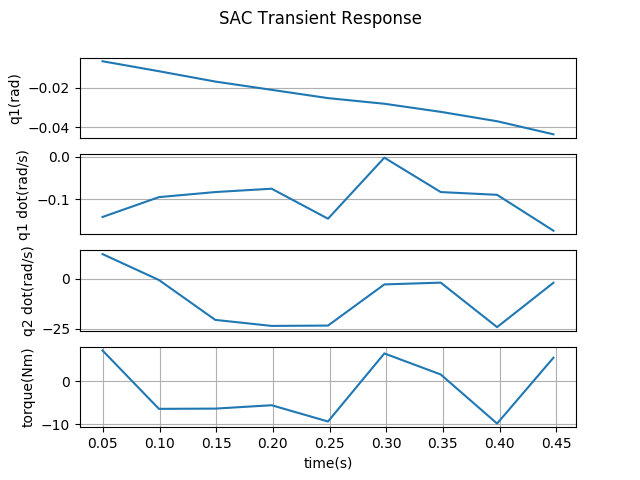 SAC Transient Response
q1(rad)
−0.02
−0.04
q1 dot(rad/s)
0.0
−0.1
q2 dot(rad/s)
0
−25
torque(Nm)
0
−10
0.05 0.10 0.15 0.20 0.25 0.30 0.35 0.40 0.45
time(s)